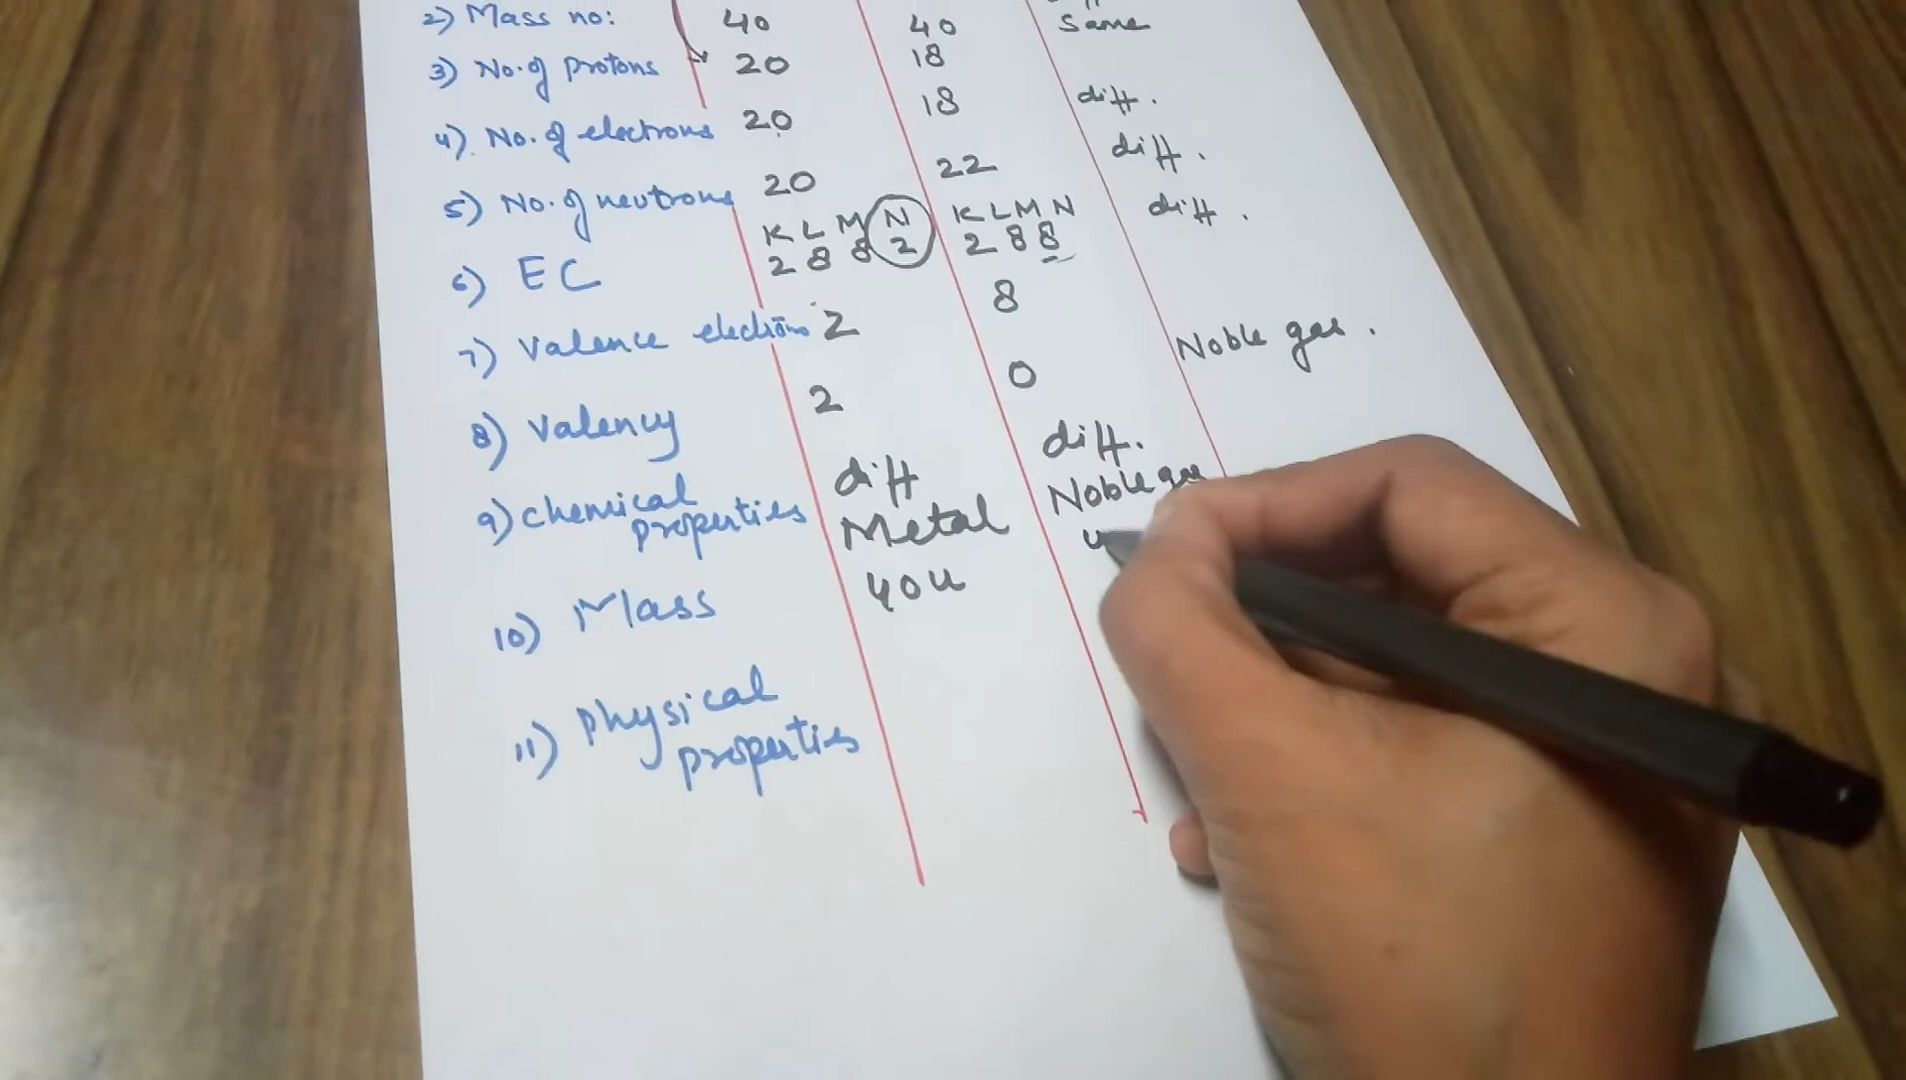 2) Mass no: 40 40 Same
3) No. of protons 20 18
4) No. of electrons 20 18 diff.
5) No. of neutrons 20 22 diff.
K L M N K L M N diff.
6) EC 2 8 8 2 2 8 8
7) Valence electrons 2 8
8) Valency 2 0 Noble gas.
9) Chemical properties diff diff.
Metal Noble gas
10) Mass 40u
11) Physical properties